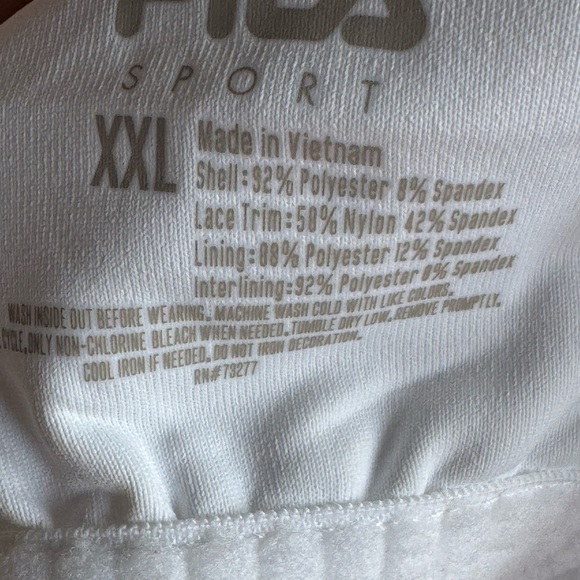 FILA
SPORT
XXL
Made in Vietnam
Shell: 92% Polyester 8% Spandex
Lace Trim: 58% Nylon 42% Spandex
Lining: 88% Polyester 12% Spandex
Interlining: 92% Polyester 8% Spandex
WASH INSIDE OUT BEFORE WEARING. MACHINE WASH COLD WITH LIKE COLORS.
CYCLE, ONLY NON-CHLORINE BLEACH WHEN NEEDED. TUMBLE DRY LOW. REMOVE PROMPTLY.
COOL IRON IF NEEDED. DO NOT IRON DECORATION.
RN#73277